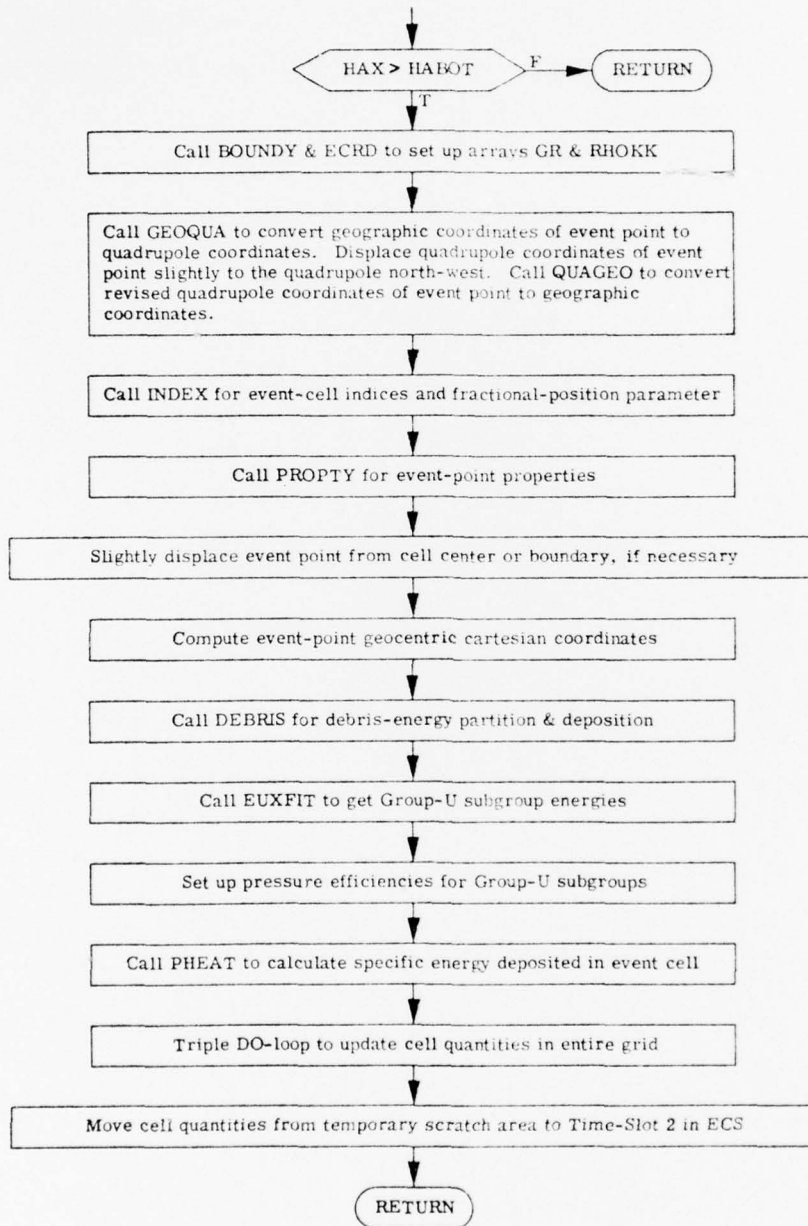 HAX > HABOT
F
RETURN
T
Call BOUNDY & ECRD to set up arrays GR & RHOKK
Call GEOQUA to convert geographic coordinates of event point to
quadrupole coordinates. Displace quadrupole coordinates of event
point slightly to the quadrupole north-west. Call QUAGEO to convert
revised quadrupole coordinates of event point to geographic
coordinates.
Call INDEX for event-cell indices and fractional-position parameter
Call PROPTY for event-point properties
Slightly displace event point from cell center or boundary, if necessary
Compute event-point geocentric cartesian coordinates
Call DEBRIS for debris-energy partition & deposition
Call EUXFIT to get Group-U subgroup energies
Set up pressure efficiencies for Group-U subgroups
Call PHEAT to calculate specific energy deposited in event cell
Triple DO-loop to update cell quantities in entire grid
Move cell quantities from temporary scratch area to Time-Slot 2 in ECS
RETURN